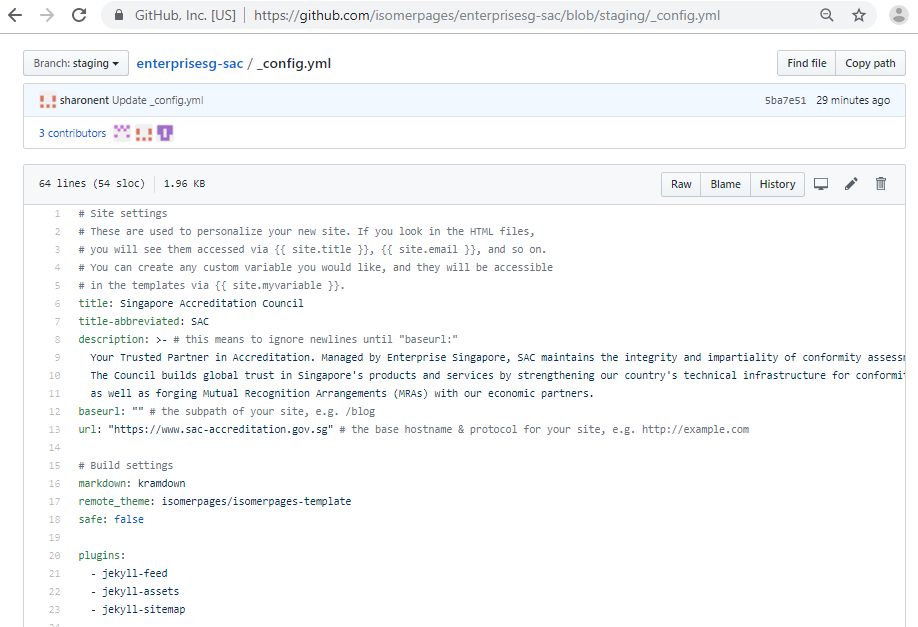 GitHub, Inc. [US] | https://github.com/isomerpages/enterprisesg-sac/blob/staging/_config.yml
Branch: staging enterprisesg-sac / _config.yml Find file Copy path
sharonent Update _config.yml 5ba7e51 29 minutes ago
3 contributors
64 lines (54 sloc) 1.96 KB Raw Blame History
1 # Site settings
2 # These are used to personalize your new site. If you look in the HTML files,
3 # you will see them accessed via {{ site.title }}, {{ site.email }}, and so on.
4 # You can create any custom variable you would like, and they will be accessible
5 # in the templates via {{ site.myvariable }}.
6 title: Singapore Accreditation Council
7 title-abbreviated: SAC
8 description: >- # this means to ignore newlines until "baseurl:"
9 Your Trusted Partner in Accreditation. Managed by Enterprise Singapore, SAC maintains the integrity and impartiality of conformity assess
10 The Council builds global trust in Singapore's products and services by strengthening our country's technical infrastructure for conformit
11 as well as forging Mutual Recognition Arrangements (MRAs) with our economic partners.
12 baseurl: "" # the subpath of your site, e.g. /blog
13 url: "https://www.sac-accreditation.gov.sg" # the base hostname & protocol for your site, e.g. http://example.com
14
15 # Build settings
16 markdown: kramdown
17 remote_theme: isomerpages/isomerpages-template
18 safe: false
19
20 plugins:
21 - jekyll-feed
22 - jekyll-assets
23 - jekyll-sitemap